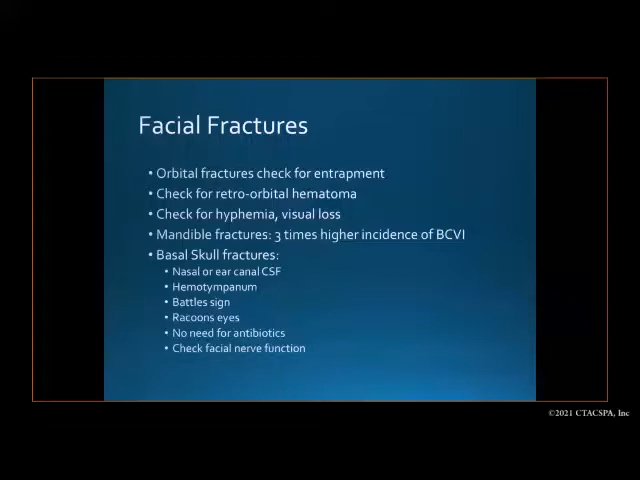 Facial Fractures
• Orbital fractures check for entrapment
• Check for retro-orbital hematoma
• Check for hyphemia, visual loss
• Mandible fractures: 3 times higher incidence of BCVI
• Basal Skull fractures:
• Nasal or ear canal CSF
• Hemotympanum
• Battles sign
• Racoons eyes
• No need for antibiotics
• Check facial nerve function
©2021 CTACSPA, Inc